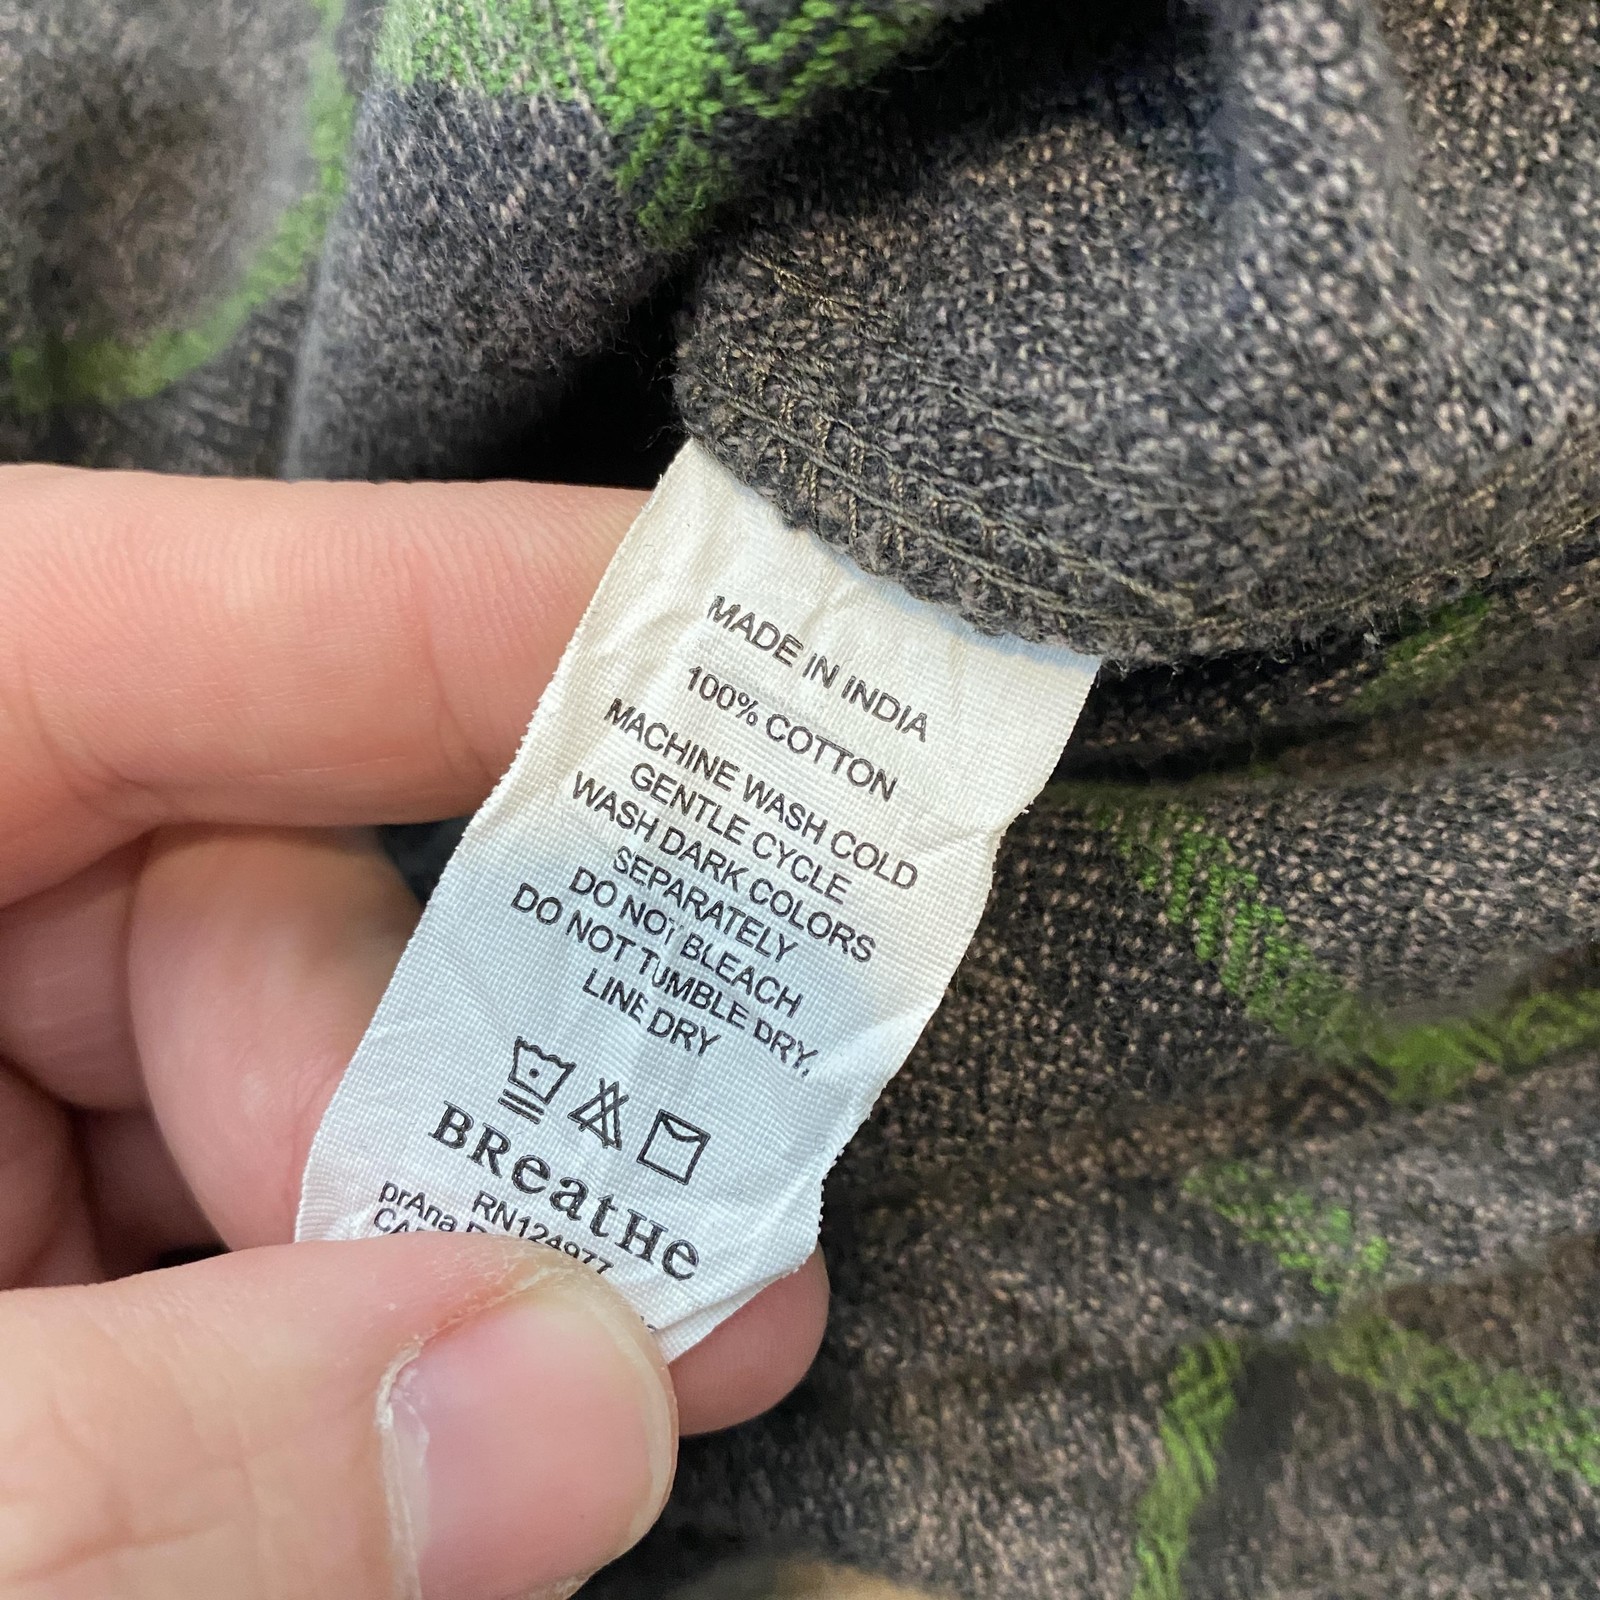 MADE IN INDIA
100% COTTON
MACHINE WASH COLD
GENTLE CYCLE
WASH DARK COLORS
SEPARATELY
DO NOT BLEACH
DO NOT TUMBLE DRY,
LINE DRY
BReatHe
RN124977
prAna